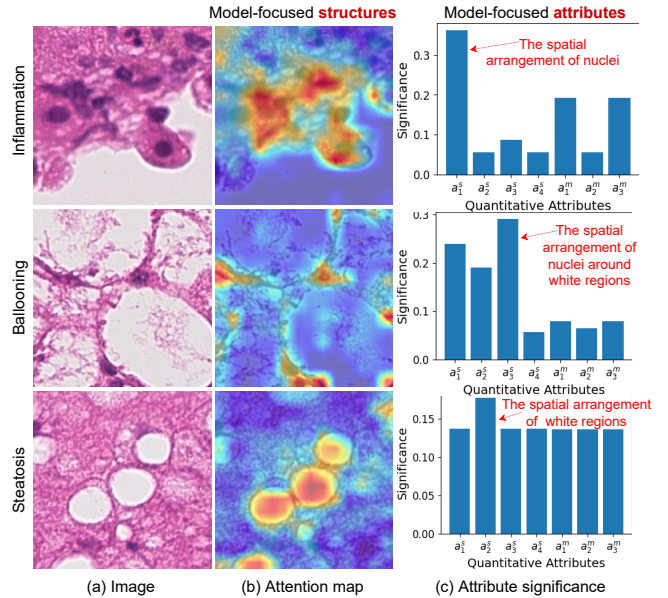 Model-focused structures
Model-focused attributes
Inflammation
Significance
0.3
0.2
0.1
0.0
The spatial
arrangement of nuclei
a₁ˢ a₂ˢ a₃ˢ a₄ˢ a₁ᵐ a₂ᵐ a₃ᵐ
Quantitative Attributes
Ballooning
Significance
0.3
0.2
0.1
0.0
The spatial
arrangement of
nuclei around
white regions
a₁ˢ a₂ˢ a₃ˢ a₄ˢ a₁ᵐ a₂ᵐ a₃ᵐ
Quantitative Attributes
Steatosis
Significance
0.15
0.10
0.05
0.00
The spatial arrangement
of white regions
a₁ˢ a₂ˢ a₃ˢ a₄ˢ a₁ᵐ a₂ᵐ a₃ᵐ
Quantitative Attributes
(a) Image
(b) Attention map
(c) Attribute significance